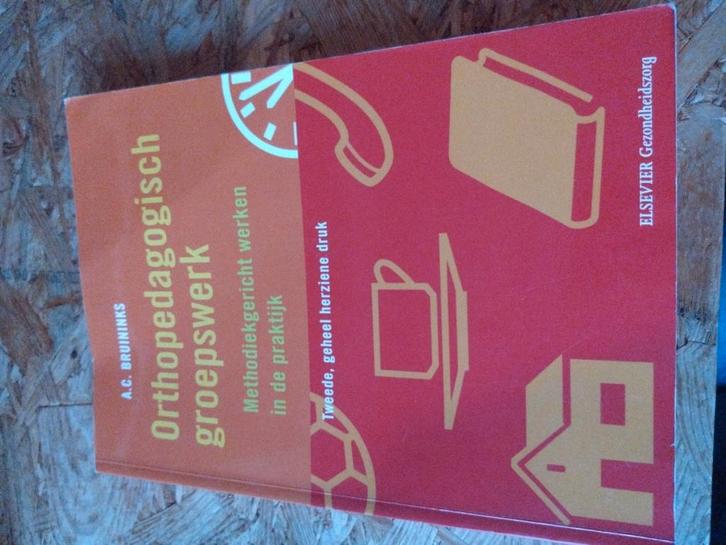 A.C. BRUININKS
Orthopedagogisch
groepswerk
Methodiekgericht werken
in de praktijk
Tweede, geheel herziene druk
ELSEVIER Gezondheidszorg